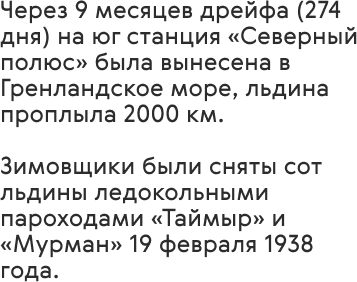 Через 9 месяцев дрейфа (274
дня) на юг станция «Северный
полюс» была вынесена в
Гренландское море, льдина
проплыла 2000 км.
Зимовщики были сняты сот
льдины ледокольными
пароходами «Таймыр» и
«Мурман» 19 февраля 1938
года.